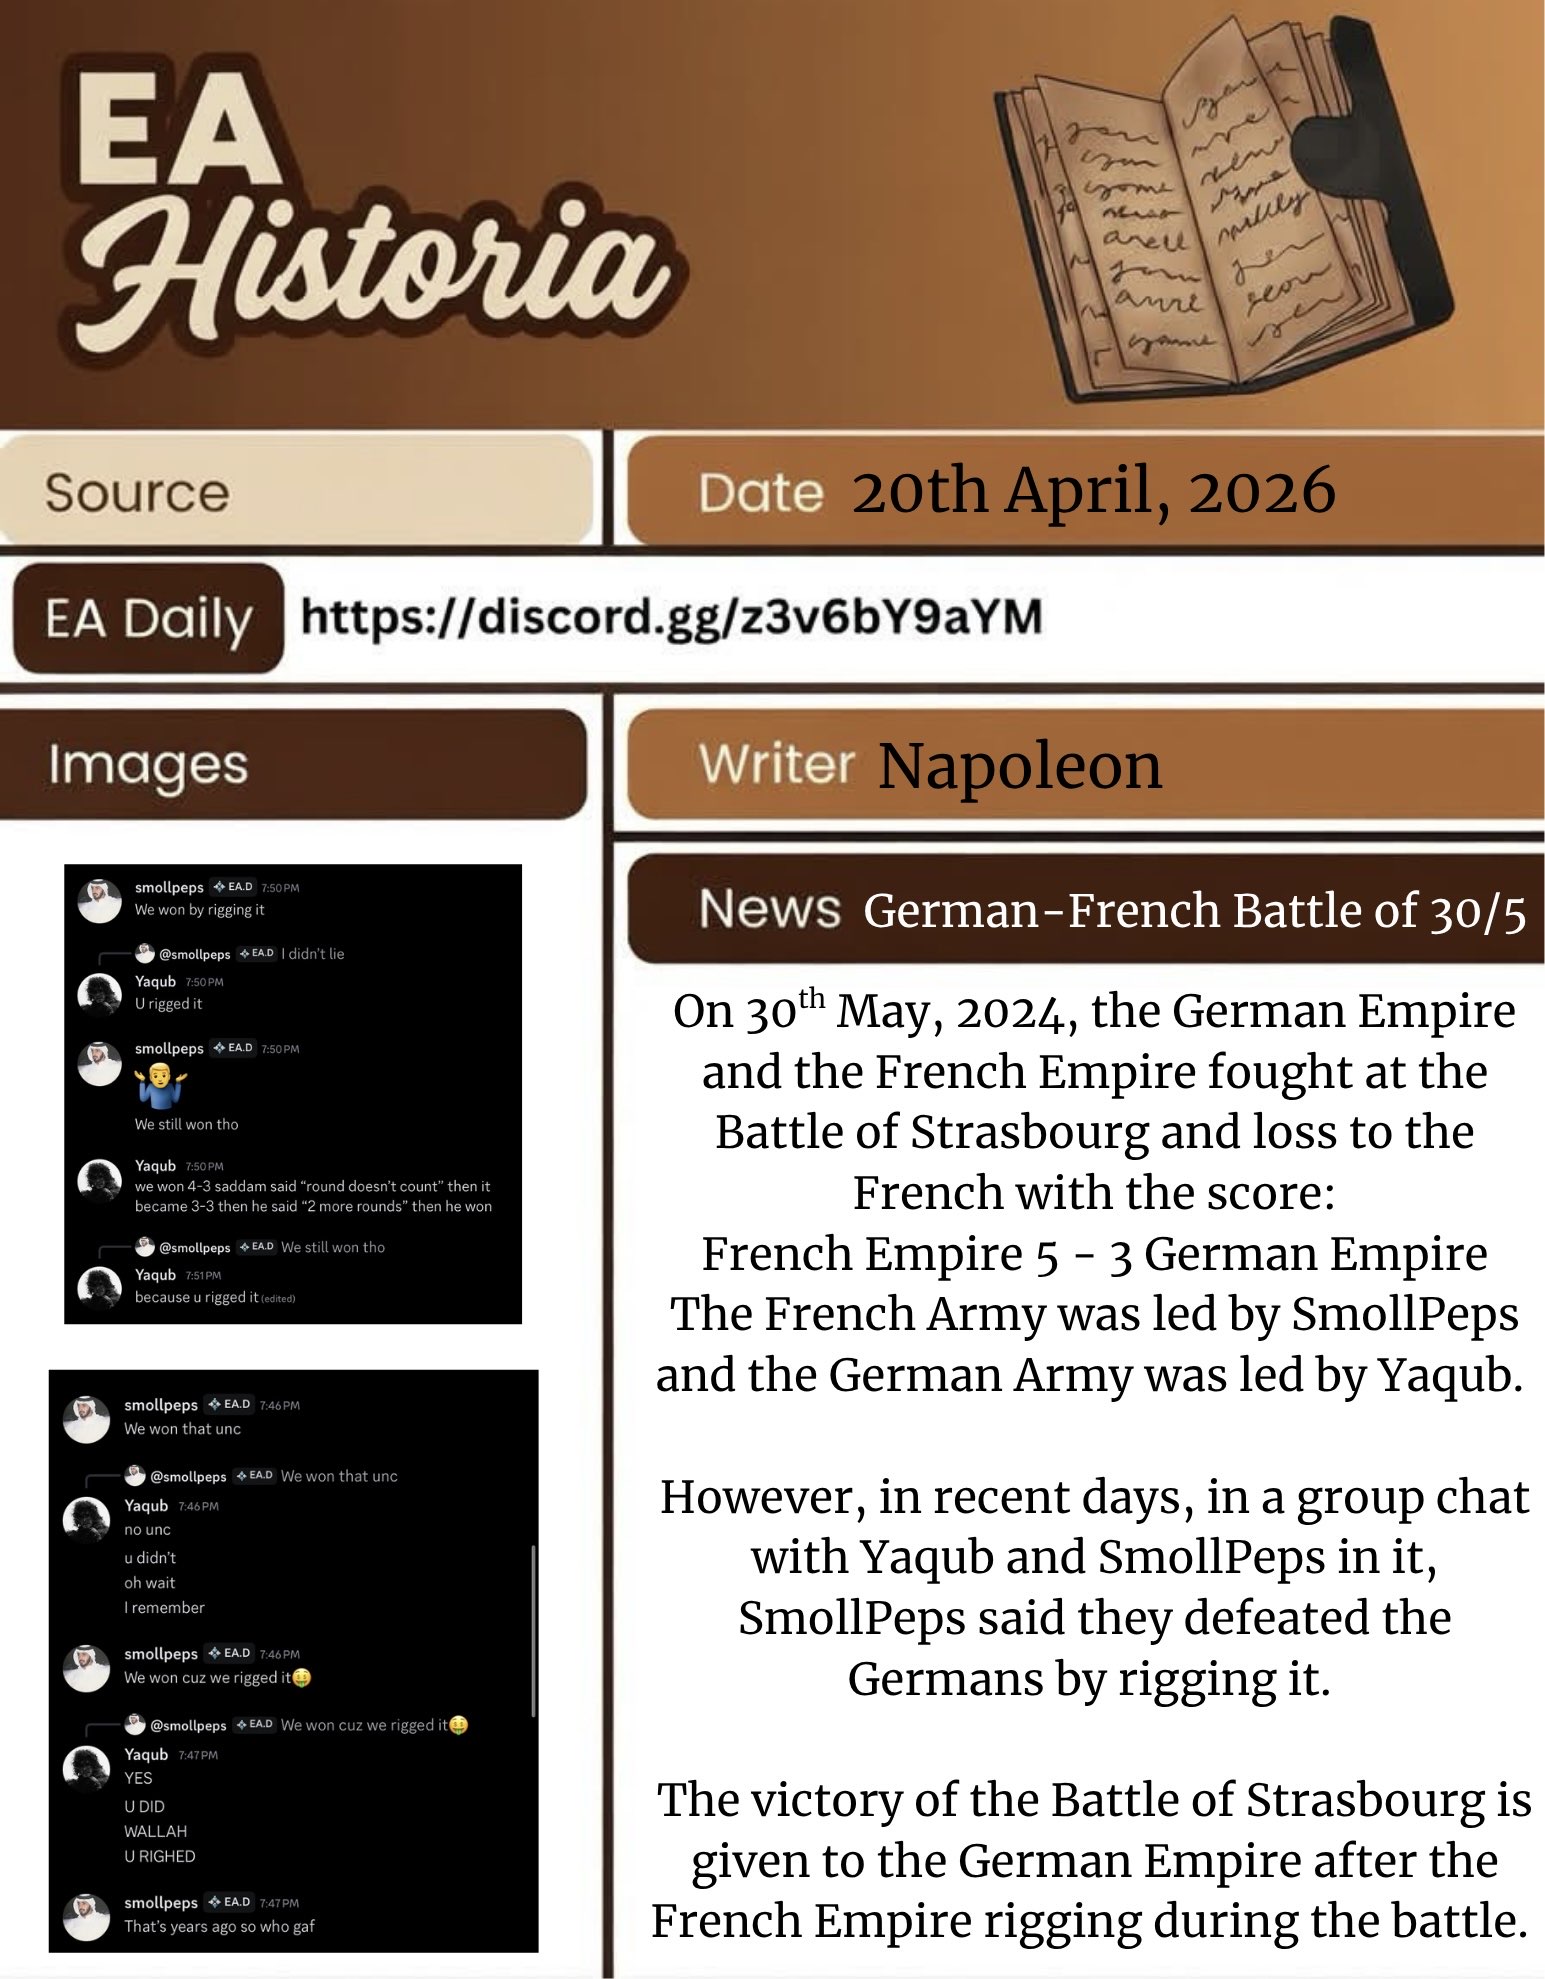 EA
Historia
Source
Date 20th April, 2026
EA Daily https://discord.gg/z3v6bY9aYM
Images
Writer Napoleon
smollpeps EA.D 7:50 PM
We won by rigging it
@smollpeps EA.D I didn't lie
Yaqub 7:50 PM
U rigged it
smollpeps EA.D 7:50 PM
🤷‍♂️
We still won tho
Yaqub 7:50 PM
we won 4-3 saddam said “round doesn't count” then it
became 3-3 then he said “2 more rounds” then he won
@smollpeps EA.D We still won tho
Yaqub 7:51 PM
because u rigged it (edited)
smollpeps EA.D 7:46 PM
We won that unc
@smollpeps EA.D We won that unc
Yaqub 7:46 PM
no unc
u didn't
oh wait
I remember
smollpeps EA.D 7:46 PM
We won cuz we rigged it🤑
@smollpeps EA.D We won cuz we rigged it🤑
Yaqub 7:47 PM
YES
U DID
WALLAH
U RIGHED
smollpeps EA.D 7:47 PM
That's years ago so who gaf
News German-French Battle of 30/5
On 30th May, 2024, the German Empire
and the French Empire fought at the
Battle of Strasbourg and loss to the
French with the score:
French Empire 5 - 3 German Empire
The French Army was led by SmollPeps
and the German Army was led by Yaqub.
However, in recent days, in a group chat
with Yaqub and SmollPeps in it,
SmollPeps said they defeated the
Germans by rigging it.
The victory of the Battle of Strasbourg is
given to the German Empire after the
French Empire rigging during the battle.